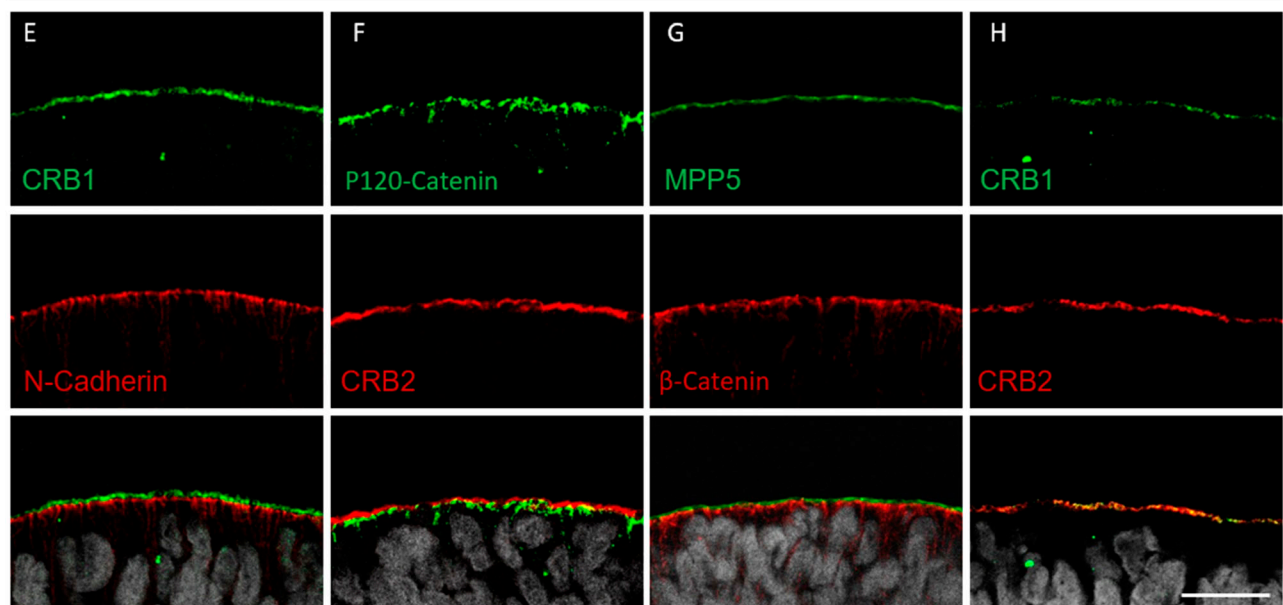 E F G H
CRB1 P120-Catenin MPP5 CRB1
N-Cadherin CRB2 β-Catenin CRB2